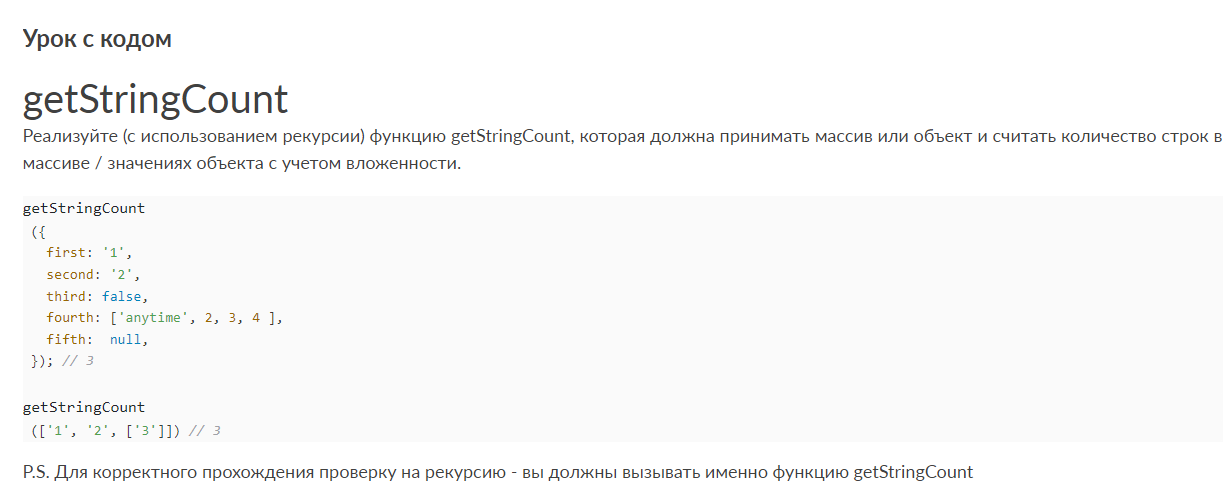 Урок с кодом
getStringCount
Реализуйте (с использованием рекурсии) функцию getStringCount, которая должна принимать массив или объект и считать количество строк в
массиве / значениях объекта с учетом вложенности.
getStringCount
({
first: '1',
second: '2',
third: false,
fourth: ['anytime', 2, 3, 4 ],
fifth:  null,
}); // 3
getStringCount
(['1', '2', ['3']]) // 3
P.S. Для корректного прохождения проверку на рекурсию - вы должны вызывать именно функцию getStringCount